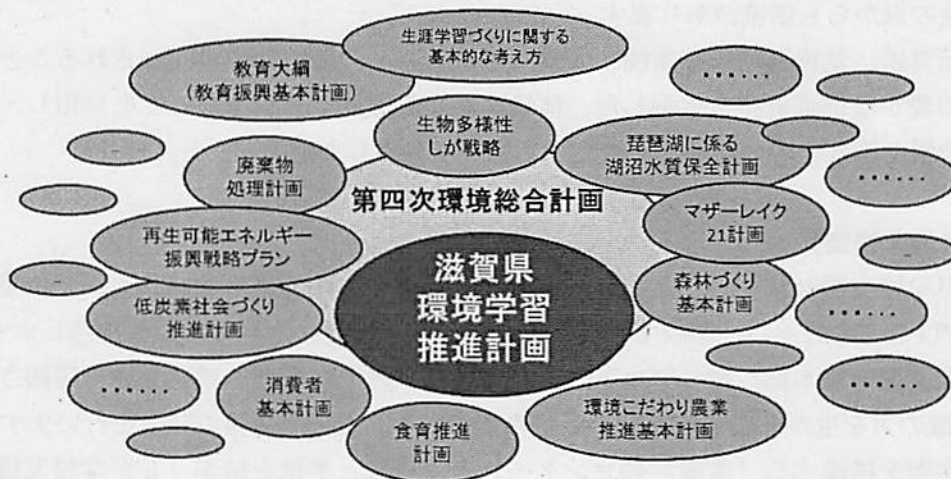 生涯学習づくりに関する
基本的な考え方
教育大綱
(教育振興基本計画)
・・・・・・
生物多様性
しが戦略
琵琶湖に係る
湖沼水質保全計画
廃棄物
処理計画
・・・・・・
第四次環境総合計画
マザーレイク
21計画
再生可能エネルギー
振興戦略プラン
滋賀県
環境学習
推進計画
森林づくり
基本計画
低炭素社会づくり
推進計画
・・・・・・
・・・・・・
消費者
基本計画
・・・・・・
環境こだわり農業
推進基本計画
食育推進
計画